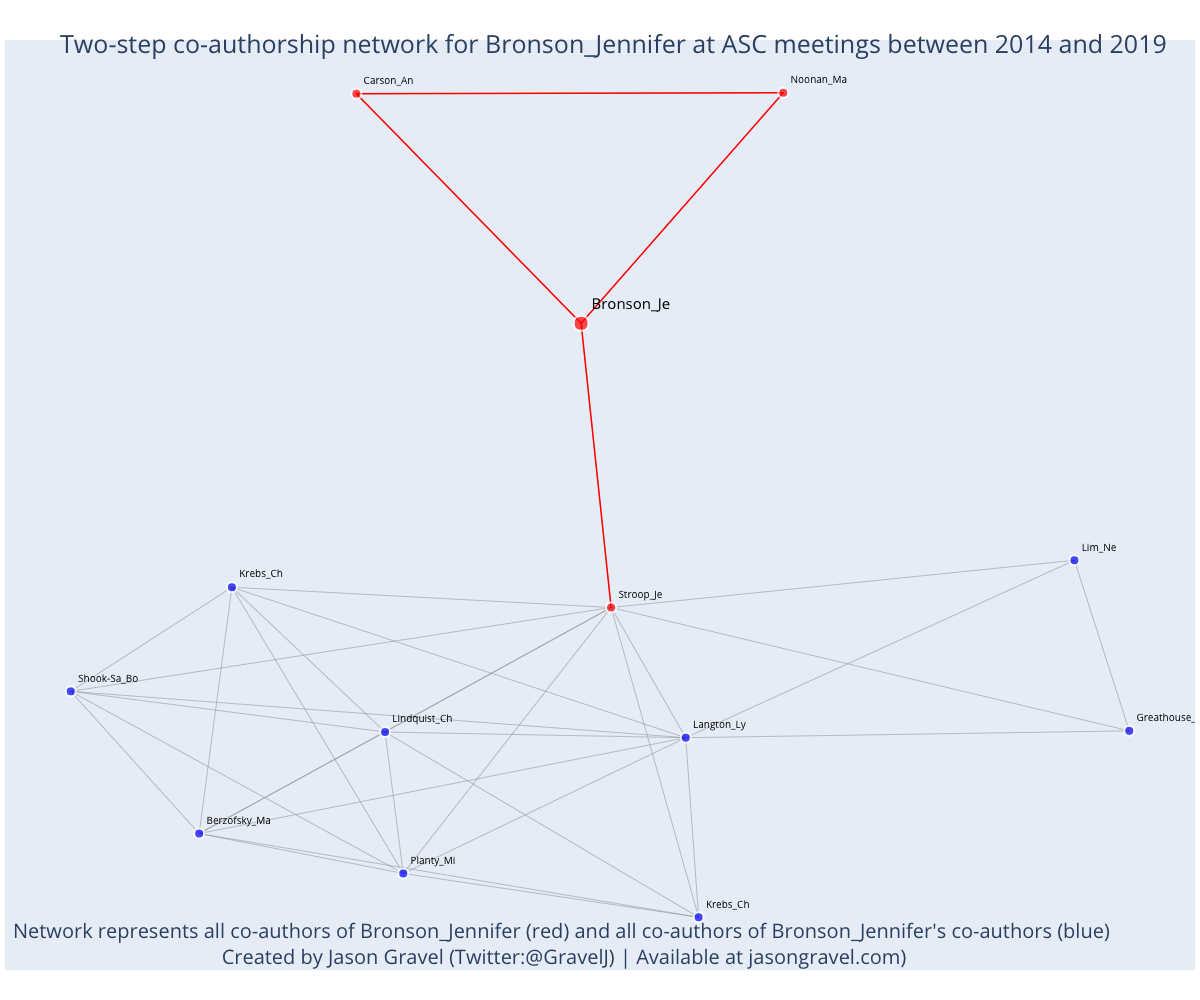 Two-step co-authorship network for Bronson_Jennifer at ASC meetings between 2014 and 2019
Carson_An
Noonan_Ma
Bronson_Je
Lim_Ne
Krebs_Ch
Stroop_Je
Shook-Sa_Bo
Lindquist_Ch
Langton_Ly
Greathouse_
Berzofsky_Ma
Planty_Mi
Krebs_Ch
Network represents all co-authors of Bronson_Jennifer (red) and all co-authors of Bronson_Jennifer's co-authors (blue)
Created by Jason Gravel (Twitter:@GravelJ) | Available at jasongravel.com)